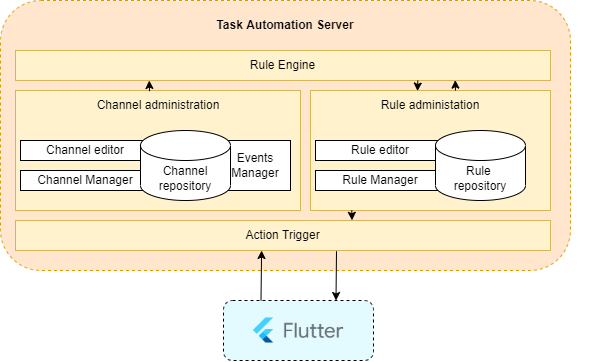 Task Automation Server
Rule Engine
Channel administration
Channel editor
Channel Manager
Channel
repository
Events
Manager
Rule administation
Rule editor
Rule Manager
Rule
repository
Action Trigger
Flutter